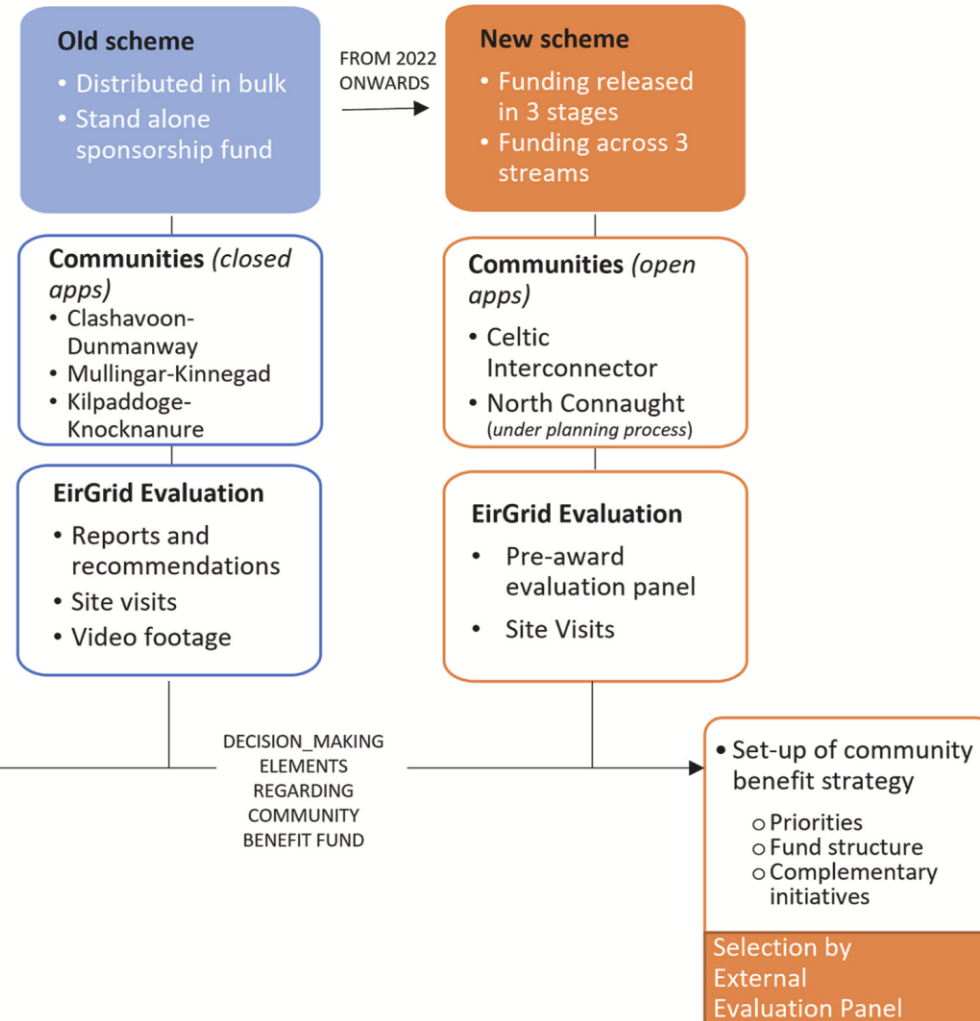 Old scheme
• Distributed in bulk
• Stand alone
sponsorship fund
FROM 2022
ONWARDS
New scheme
• Funding released
in 3 stages
• Funding across 3
streams
Communities (closed
apps)
• Clashavoon-
Dunmanway
• Mullingar-Kinnegad
• Kilpaddoge-
Knocknanure
Communities (open
apps)
• Celtic
Interconnector
• North Connaught
(under planning process)
EirGrid Evaluation
• Reports and
recommendations
• Site visits
• Video footage
EirGrid Evaluation
• Pre-award
evaluation panel
• Site Visits
DECISION_MAKING
ELEMENTS
REGARDING
COMMUNITY
BENEFIT FUND
• Set-up of community
benefit strategy
o Priorities
o Fund structure
o Complementary
initiatives
Selection by
External
Evaluation Panel